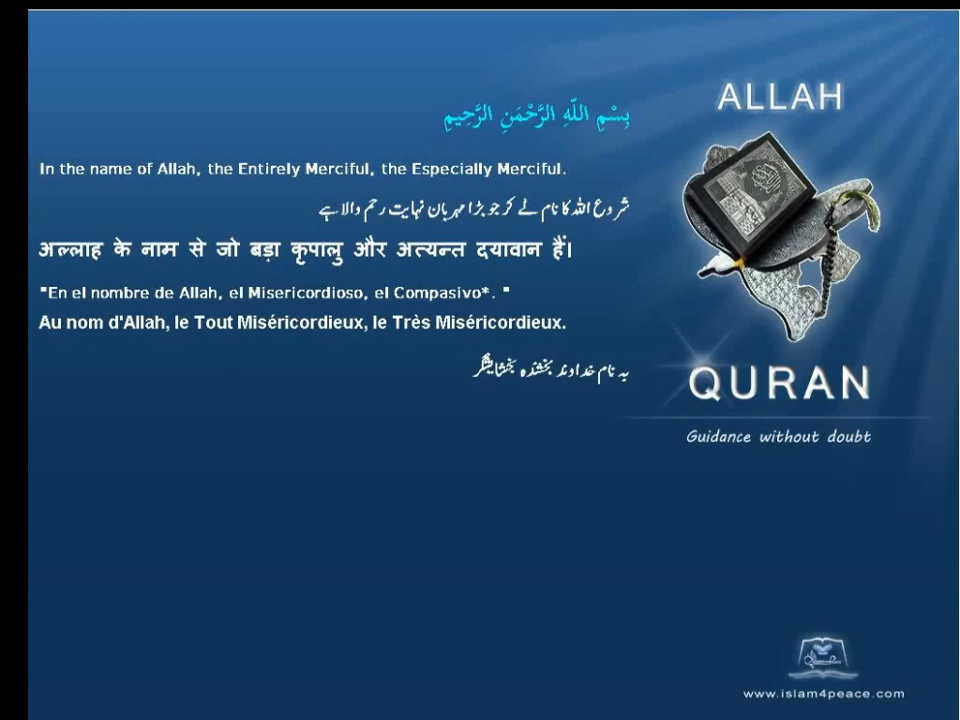 بِسْمِ اللَّهِ الرَّحْمَنِ الرَّحِيمِ
In the name of Allah, the Entirely Merciful, the Especially Merciful.
شروع الله کا نام لے کر جو بڑا مہربان نہایت رحم والا ہے
अल्लाह के नाम से जो बड़ा कृपालु और अत्यन्त दयावान हैं।
"En el nombre de Allah, el Misericordioso, el Compasivo*. "
Au nom d'Allah, le Tout Miséricordieux, le Très Miséricordieux.
به نام خداوند بخشنده بخشایشگر
ALLAH
QURAN
Guidance without doubt
www.islam4peace.com